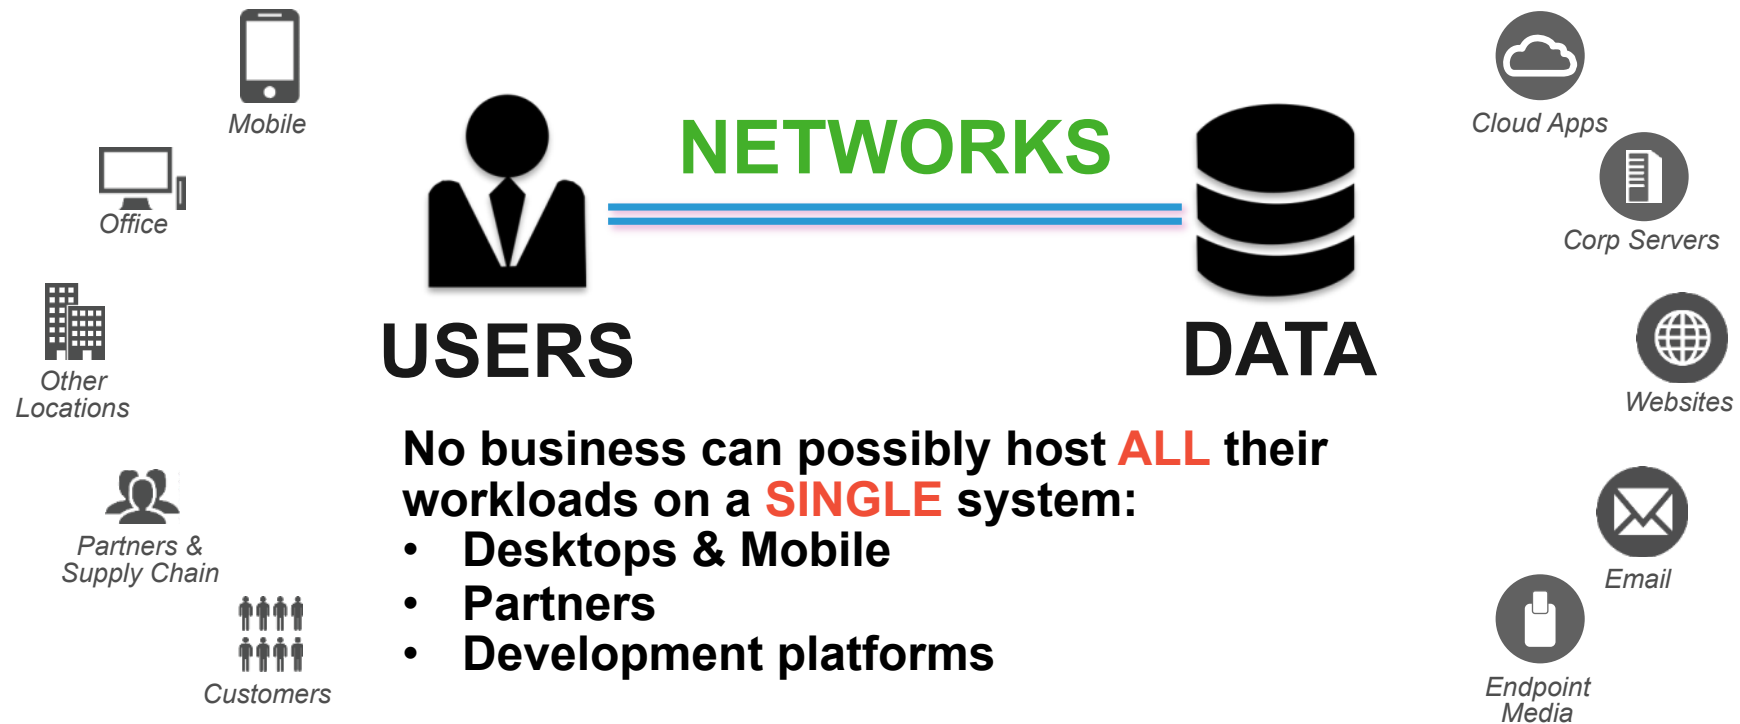 Mobile
Office
Other
Locations
Partners &
Supply Chain
Customers
NETWORKS
USERS
DATA
No business can possibly host ALL their
workloads on a SINGLE system:
• Desktops & Mobile
• Partners
• Development platforms
Cloud Apps
Corp Servers
Websites
Email
Endpoint
Media